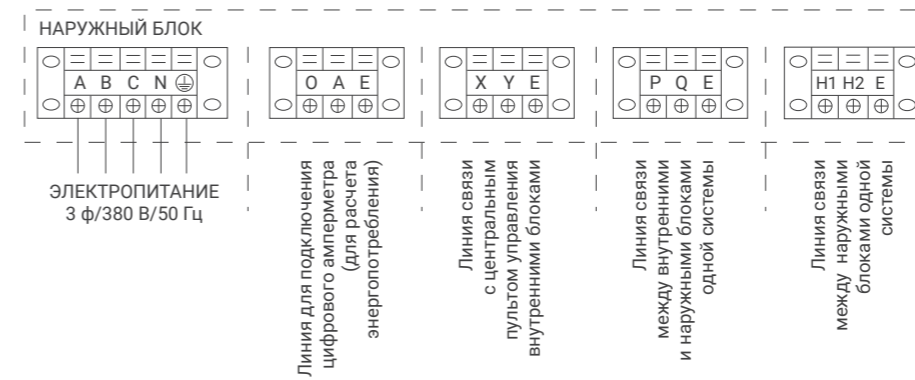 НАРУЖНЫЙ БЛОК
A B C N
O A E
X Y E
P Q E
H1 H2 E
ЭЛЕКТРОПИТАНИЕ
3 ф/380 В/50 Гц
Линия для подключения
цифрового амперметра
(для расчета
энергопотребления)
Линия связи
с центральным
пультом управления
внутренними блоками
Линия связи
между внутренними
и наружными блоками
одной системы
Линия связи
между наружными
блоками одной
системы